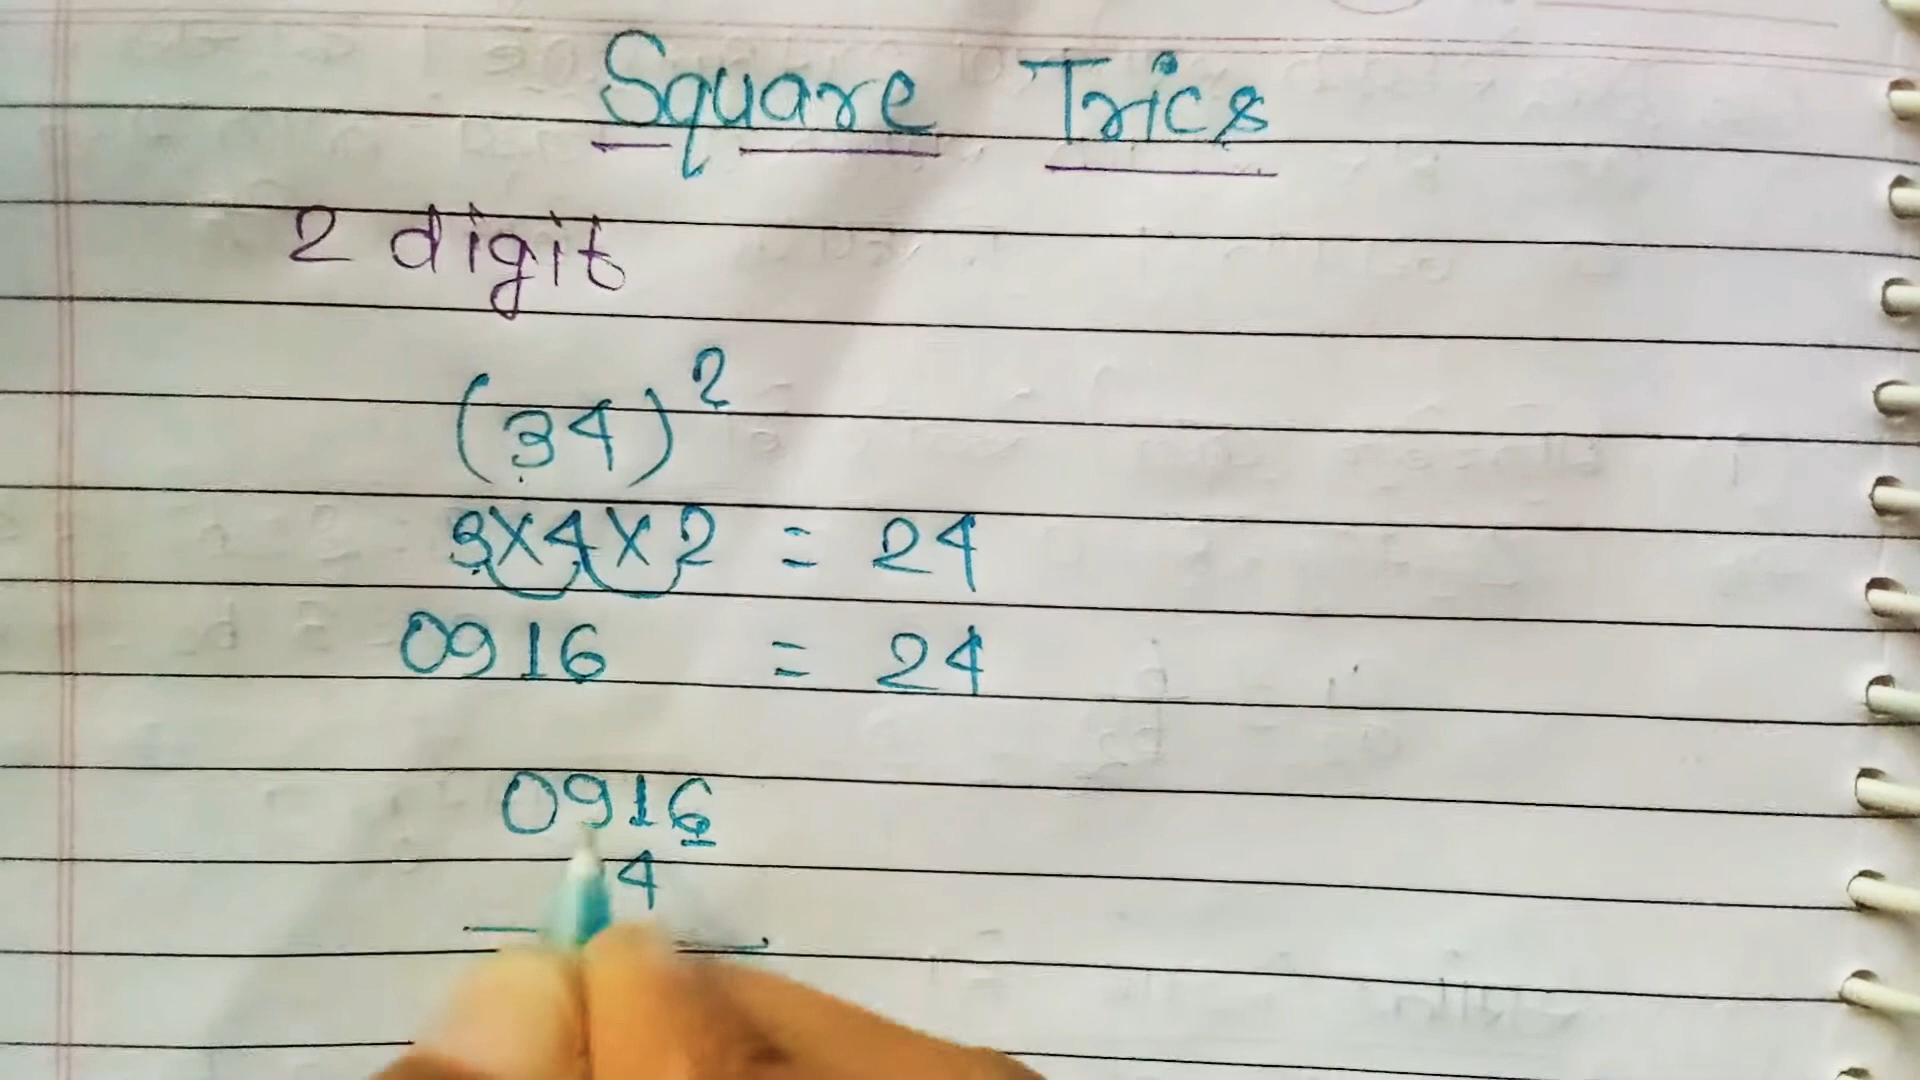 Square Trics
2 digit
(34)²
3×4×2 = 24
0916 = 24
0916
4